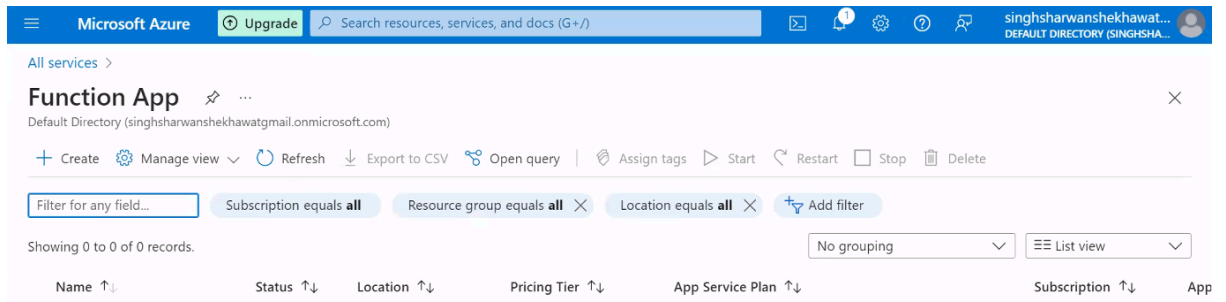 Microsoft Azure Upgrade Search resources, services, and docs (G+/) 1 singhsharwanshekhawat...
DEFAULT DIRECTORY (SINGHSHA...
All services >
Function App ...
Default Directory (singhsharwanshekhawatgmail.onmicrosoft.com)
Create Manage view Refresh Export to CSV Open query Assign tags Start Restart Stop Delete
Filter for any field... Subscription equals all Resource group equals all Location equals all Add filter
Showing 0 to 0 of 0 records. No grouping List view
Name Status Location Pricing Tier App Service Plan Subscription App